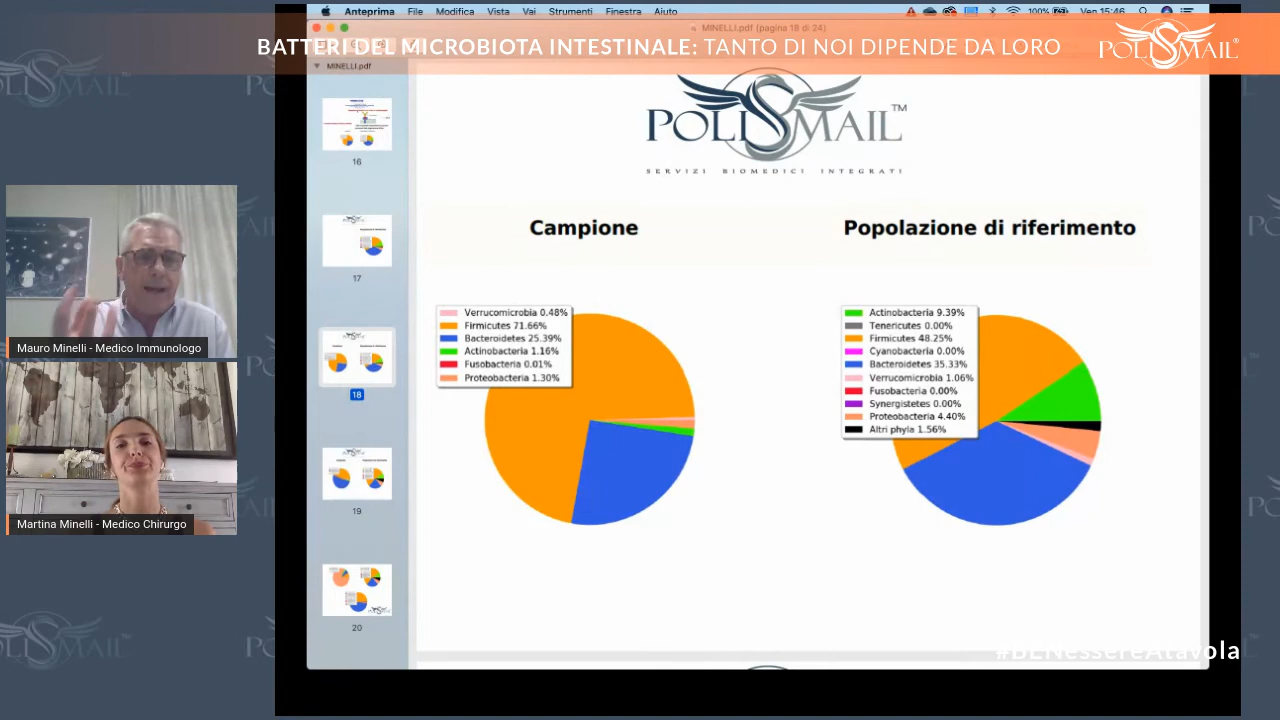 Anteprima File Modifica Vista Vai Strumenti Finestra Aiuto 100% Ven 15:46
MINELLI.pdf (pagina 18 di 24)
BATTERI DEL MICROBIOTA INTESTINALE: TANTO DI NOI DIPENDE DA LORO
POLISMAIL®
MINELLI.pdf
POLISMAIL™
SERVIZI BIOMEDICI INTEGRATI
16
17
18
19
20
Campione
Verrucomicrobia 0.48%
Firmicutes 71.66%
Bacteroidetes 25.39%
Actinobacteria 1.16%
Fusobacteria 0.01%
Proteobacteria 1.30%
Popolazione di riferimento
Actinobacteria 9.39%
Tenericutes 0.00%
Firmicutes 48.25%
Cyanobacteria 0.00%
Bacteroidetes 35.33%
Verrucomicrobia 1.06%
Fusobacteria 0.00%
Synergistetes 0.00%
Proteobacteria 4.40%
Altri phyla 1.56%
Mauro Minelli - Medico Immunologo
Martina Minelli - Medico Chirurgo
#BENessereAtavola